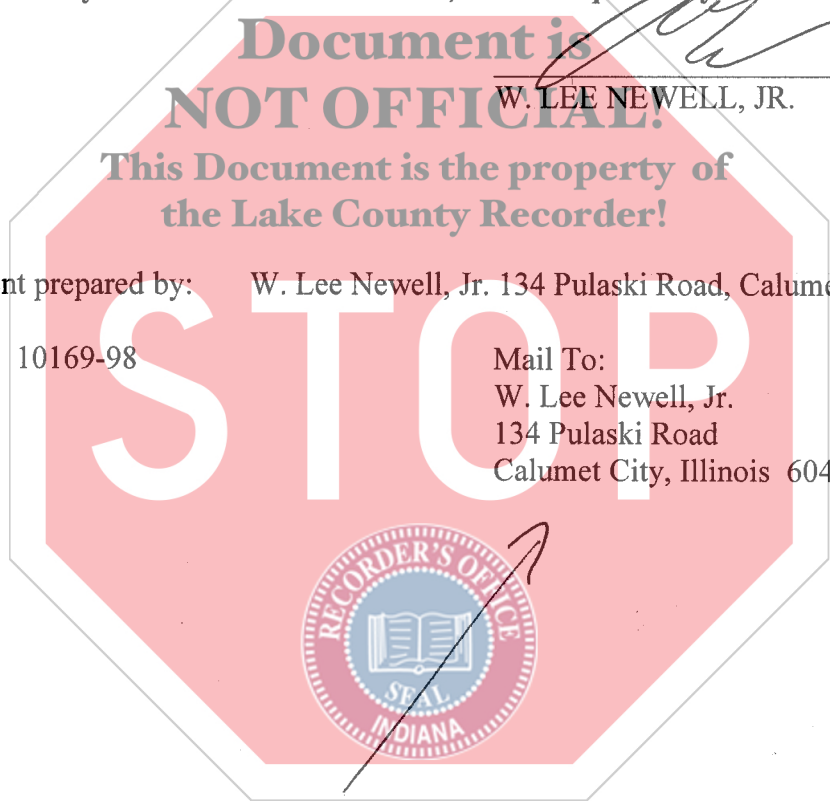 Document is
NOT OFFICIAL!
W. LEE NEWELL, JR.
This Document is the property of
the Lake County Recorder!
nt prepared by: W. Lee Newell, Jr. 134 Pulaski Road, Calume
10169-98
Mail To:
W. Lee Newell, Jr.
134 Pulaski Road
Calumet City, Illinois 604
STOP
RECORDER'S OFFICE
SEAL
INDIANA